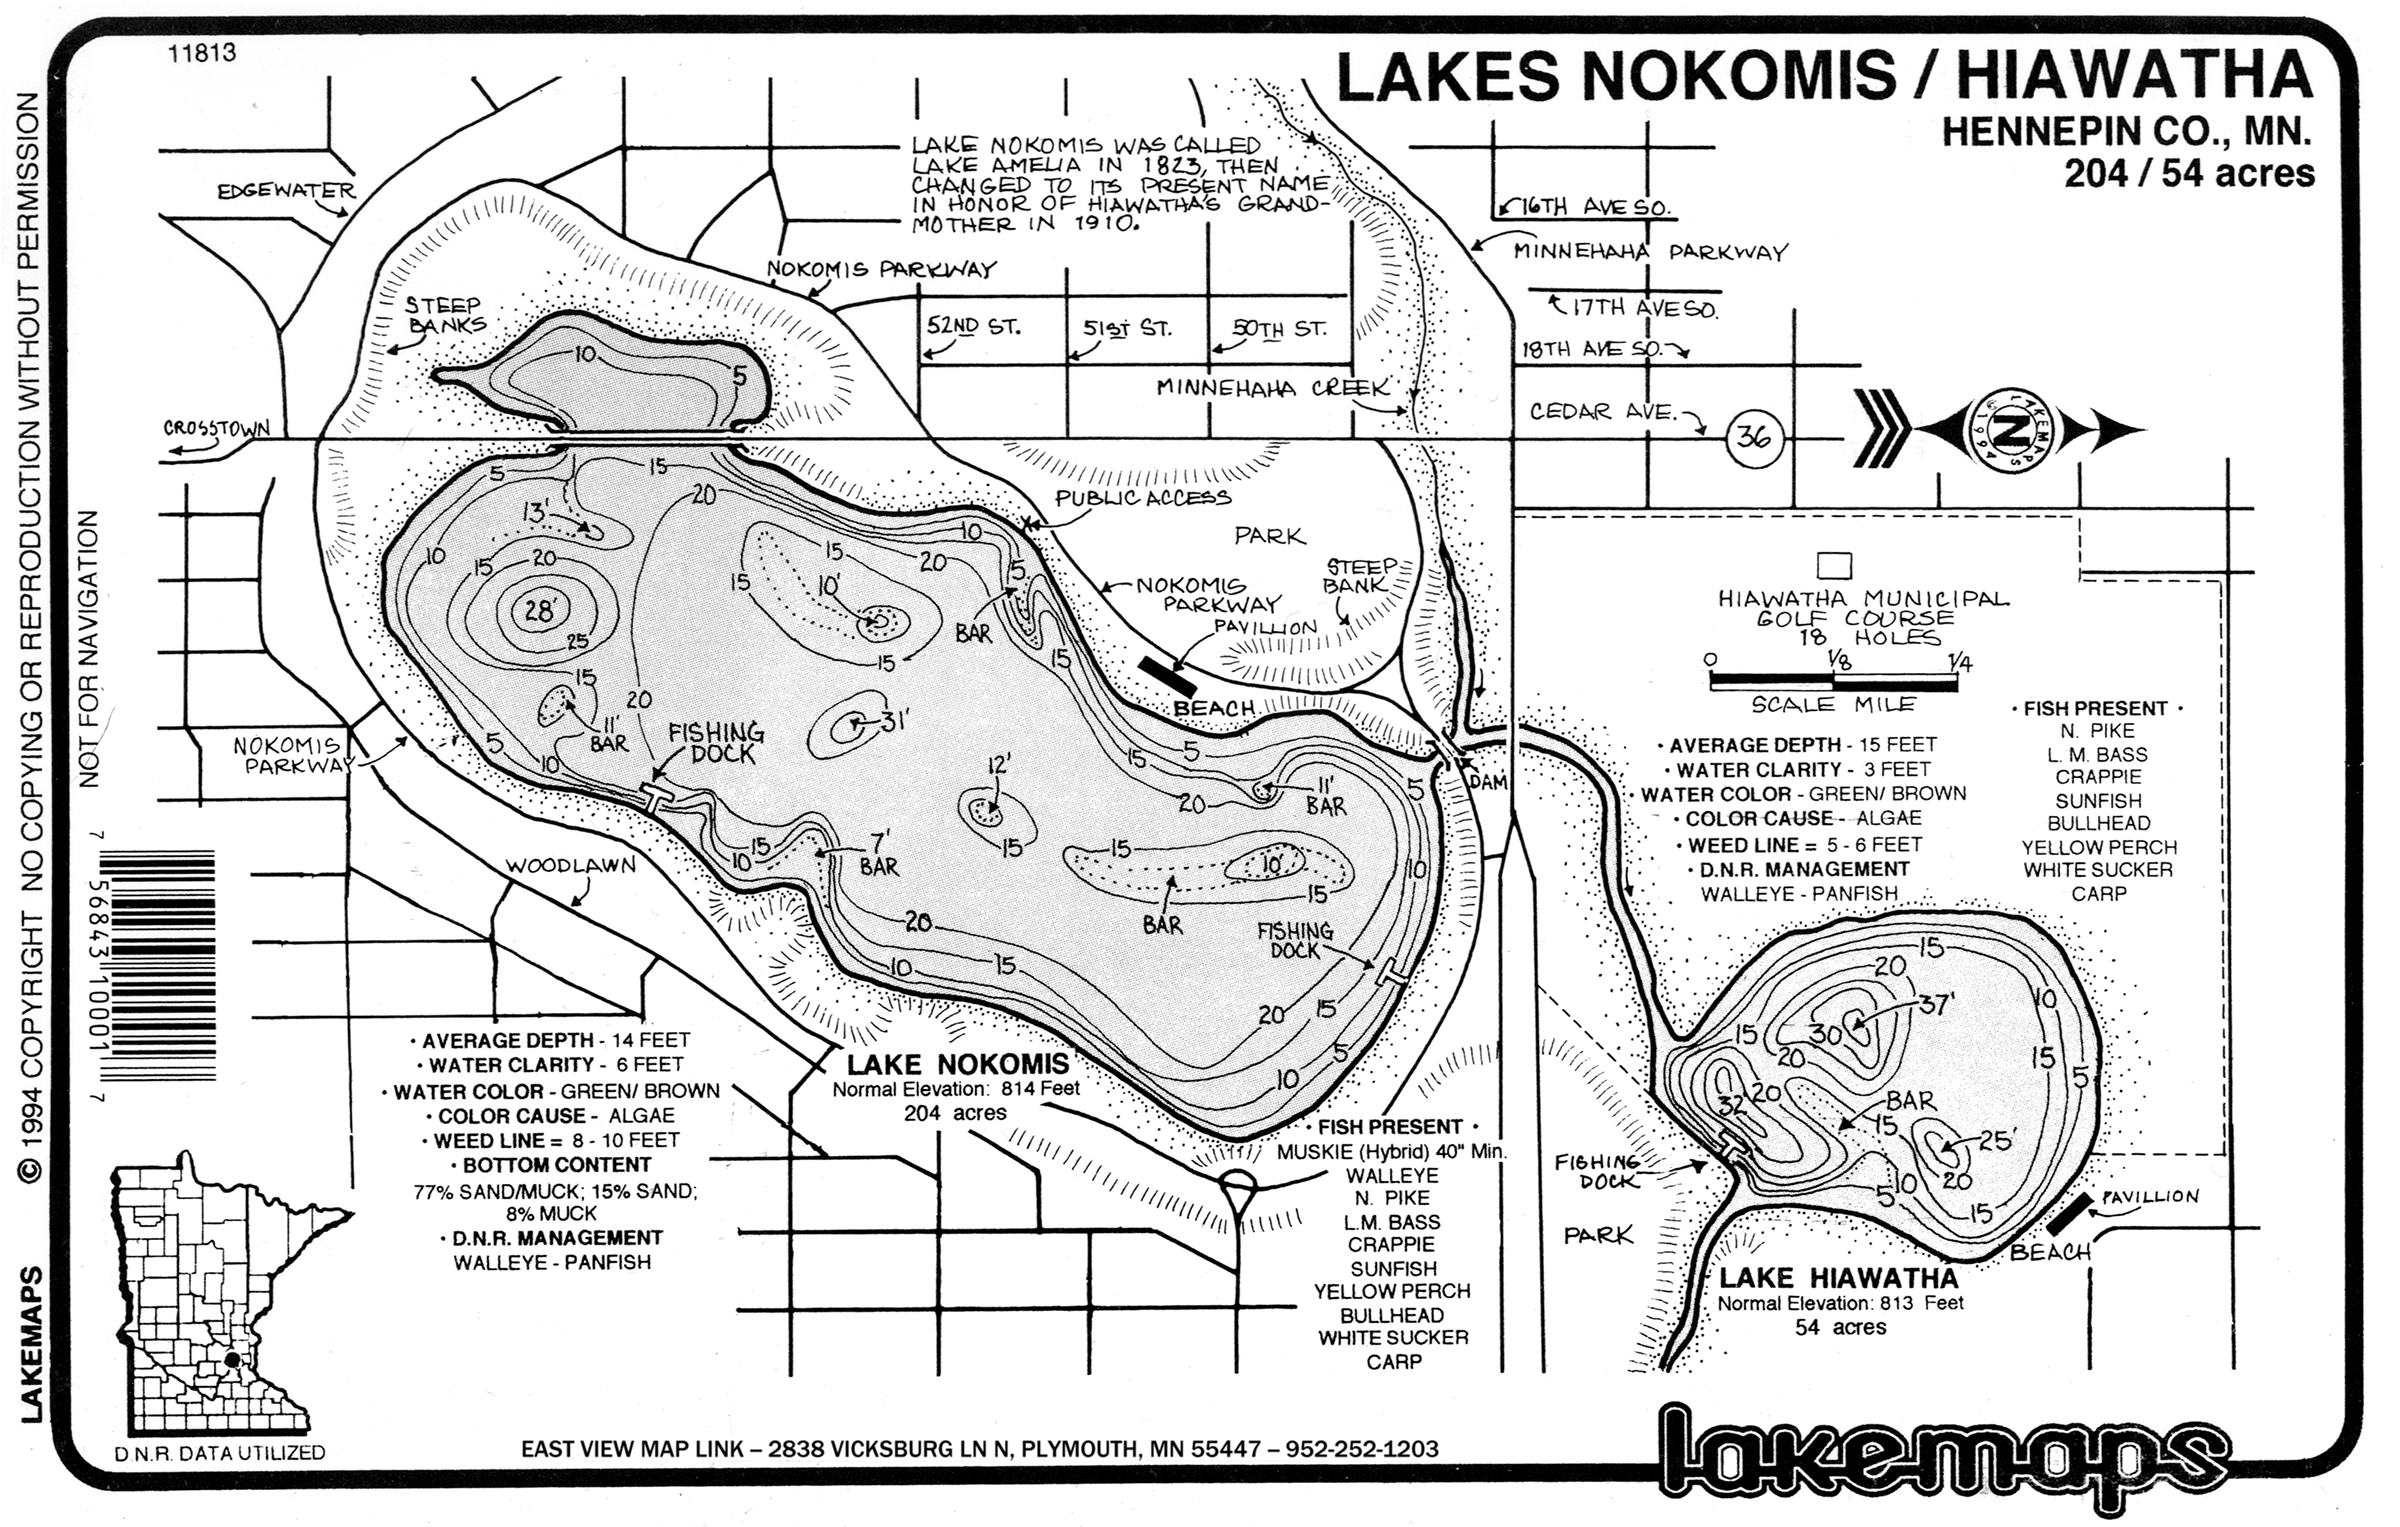 11813
LAKES NOKOMIS / HIAWATHA
HENNEPIN CO., MN.
204 / 54 acres
LAKE NOKOMIS WAS CALLED
LAKE AMELIA IN 1823, THEN
CHANGED TO ITS PRESENT NAME
IN HONOR OF HIAWATHA'S GRAND-
MOTHER IN 1910.
EDGEWATER
16TH AVE SO.
MINNEHAHA PARKWAY
NOKOMIS PARKWAY
17TH AVE SO.
STEEP
BANKS
52ND ST.
51ST ST.
50TH ST.
18TH AVE SO.
MINNEHAHA CREEK
CEDAR AVE.
36
LAKEMAPS
1994
N
CROSSTOWN
10
5
5
15
20
13'
10
15
20
28'
25
15
11'
BAR
20
5
10
15
15
10'
15
20
10
5
BAR
15
31'
PUBLIC ACCESS
PARK
NOKOMIS
PARKWAY
STEEP
BANK
PAVILLION
BEACH
HIAWATHA MUNICIPAL
GOLF COURSE
18 HOLES
0 1/8 1/4
SCALE MILE
NOKOMIS
PARKWAY
FISHING
DOCK
12'
15
15
5
20
11'
BAR
5
DAM
10
15
7'
BAR
15
10'
15
BAR
10
FISHING
DOCK
WOODLAWN
20
10
15
20
15
5
10
• AVERAGE DEPTH - 15 FEET
• WATER CLARITY - 3 FEET
• WATER COLOR - GREEN/ BROWN
• COLOR CAUSE - ALGAE
• WEED LINE = 5 - 6 FEET
• D.N.R. MANAGEMENT
WALLEYE - PANFISH
• FISH PRESENT •
N. PIKE
L.M. BASS
CRAPPIE
SUNFISH
BULLHEAD
YELLOW PERCH
WHITE SUCKER
CARP
15
20
37'
10
15
30
20
15
5
20
32
BAR
15
25'
20
10
5
15
FISHING
DOCK
PARK
PAVILLION
BEACH
LAKE HIAWATHA
Normal Elevation: 813 Feet
54 acres
• AVERAGE DEPTH - 14 FEET
• WATER CLARITY - 6 FEET
• WATER COLOR - GREEN/ BROWN
• COLOR CAUSE - ALGAE
• WEED LINE = 8 - 10 FEET
• BOTTOM CONTENT
77% SAND/MUCK; 15% SAND;
8% MUCK
• D.N.R. MANAGEMENT
WALLEYE - PANFISH
LAKE NOKOMIS
Normal Elevation: 814 Feet
204 acres
• FISH PRESENT •
MUSKIE (Hybrid) 40" Min.
WALLEYE
N. PIKE
L.M. BASS
CRAPPIE
SUNFISH
YELLOW PERCH
BULLHEAD
WHITE SUCKER
CARP
NOT FOR NAVIGATION
7 56843 10001 7
LAKEMAPS © 1994 COPYRIGHT NO COPYING OR REPRODUCTION WITHOUT PERMISSION
D.N.R. DATA UTILIZED
EAST VIEW MAP LINK – 2838 VICKSBURG LN N, PLYMOUTH, MN 55447 – 952-252-1203
lakemaps